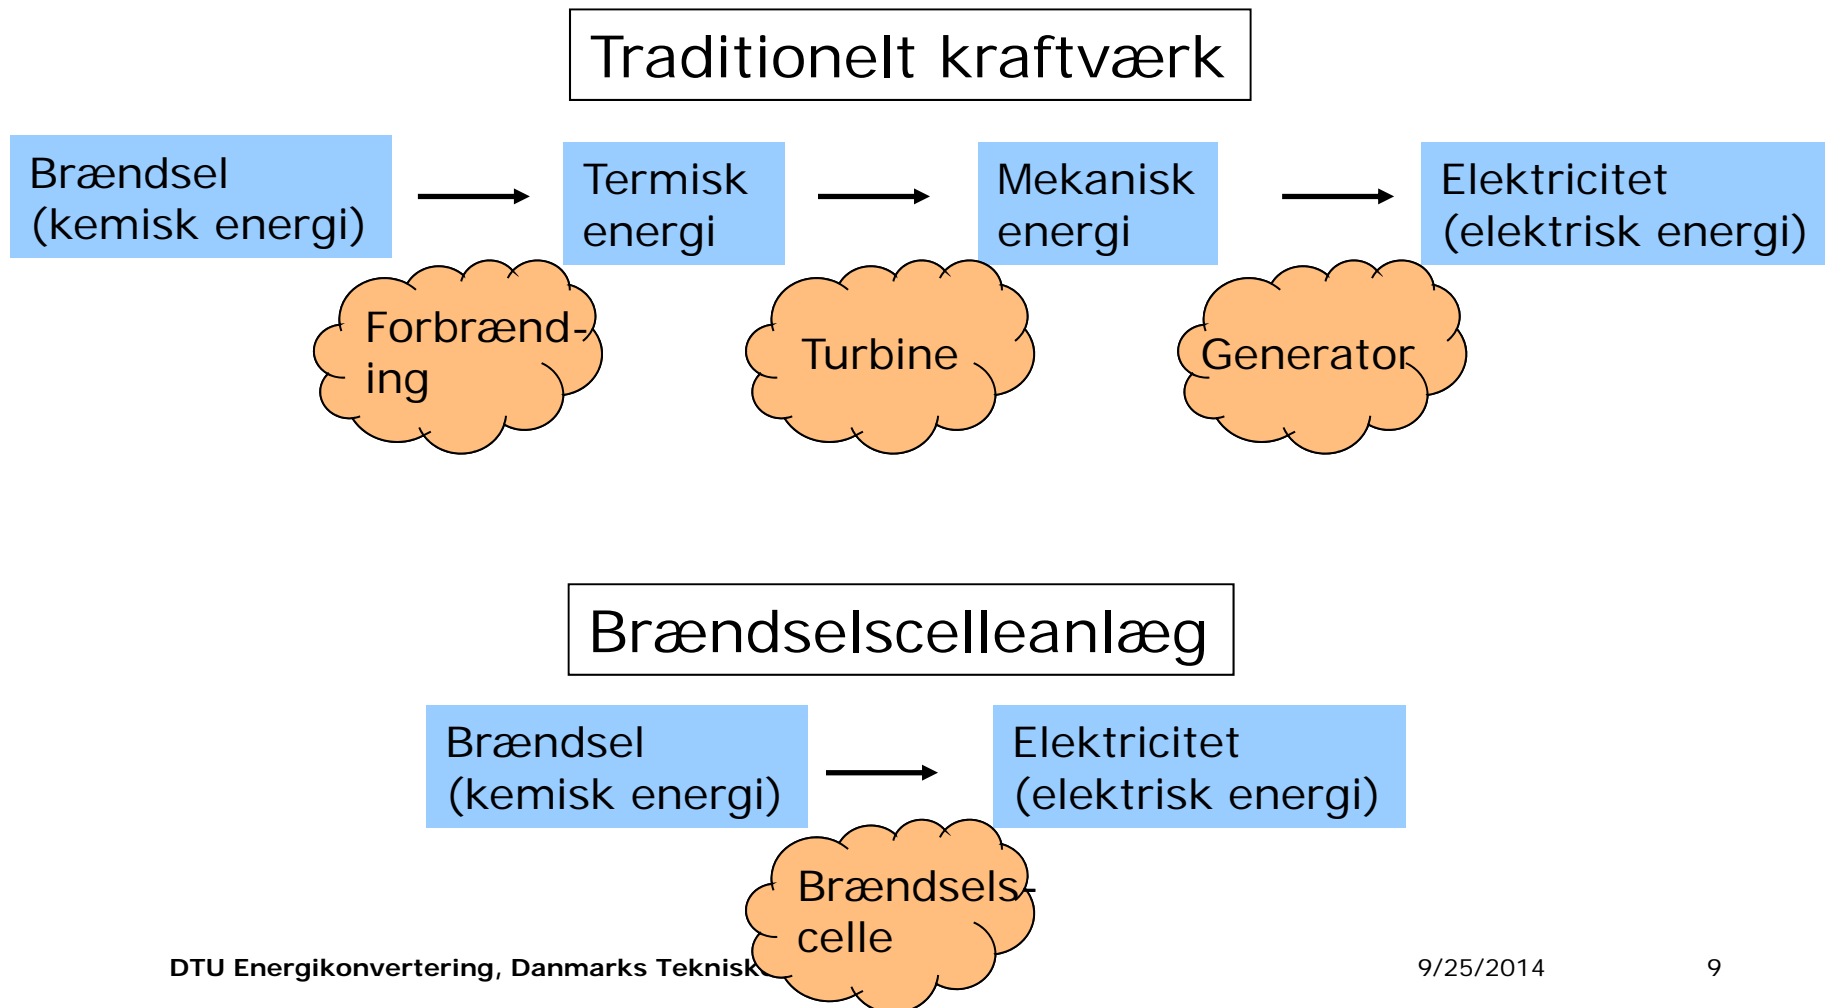 Traditionelt kraftværk
Brændsel
(kemisk energi)
Termisk
energi
Mekanisk
energi
Elektricitet
(elektrisk energi)
Forbrænd-
ing
Turbine
Generator
Brændselscelleanlæg
Brændsel
(kemisk energi)
Elektricitet
(elektrisk energi)
Brændsels-
celle
DTU Energikonvertering, Danmarks Teknisk
9/25/2014
9